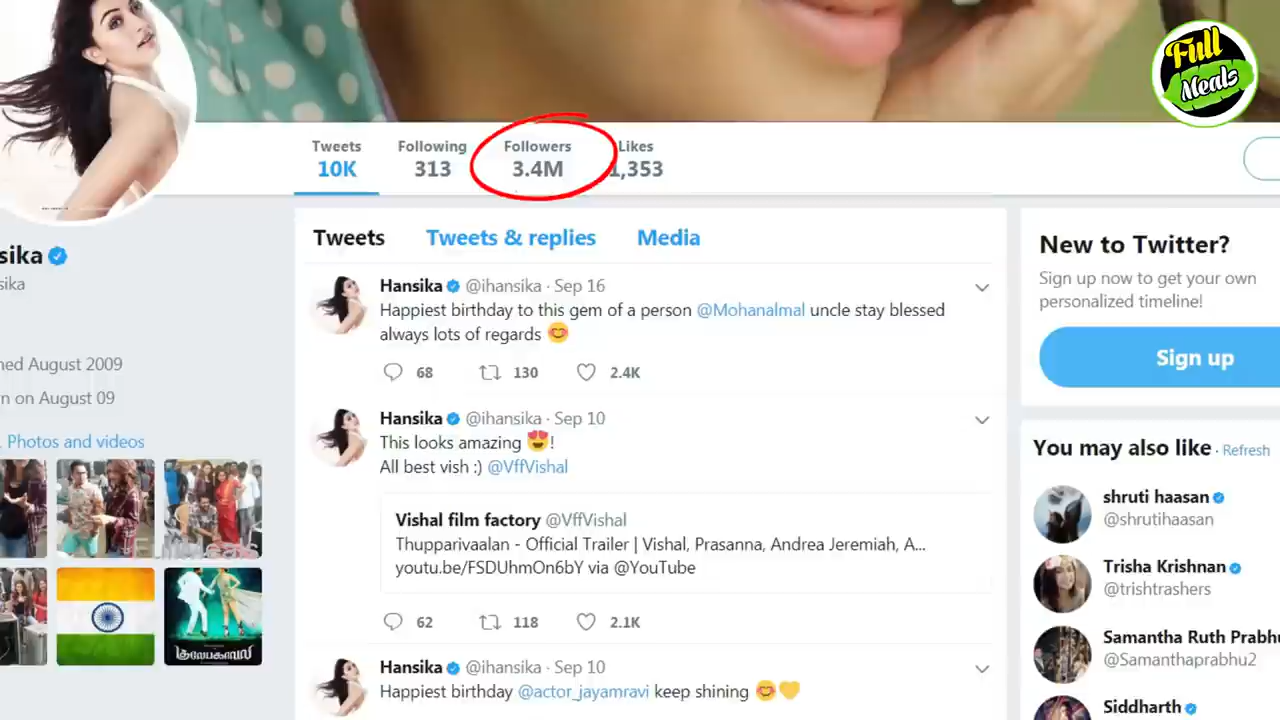 Full
Meals
Tweets
10K
Following
313
Followers
3.4M
Likes
1,353
sika
sika
ned August 2009
n on August 09
Photos and videos
குலேபகாவலி
Tweets
Tweets & replies
Media
Hansika @ihansika · Sep 16
Happiest birthday to this gem of a person @Mohanalmal uncle stay blessed
always lots of regards 😊
68 130 2.4K
Hansika @ihansika · Sep 10
This looks amazing 😍!
All best vish :) @VffVishal
Vishal film factory @VffVishal
Thupparivaalan - Official Trailer | Vishal, Prasanna, Andrea Jeremiah, A...
youtu.be/FSDUhmOn6bY via @YouTube
62 118 2.1K
Hansika @ihansika · Sep 10
Happiest birthday @actor_jayamravi keep shining 😊💛
New to Twitter?
Sign up now to get your own
personalized timeline!
Sign up
You may also like · Refresh
shruti haasan
@shrutihaasan
Trisha Krishnan
@trishtrashers
Samantha Ruth Prabhu
@Samanthaprabhu2
Siddharth